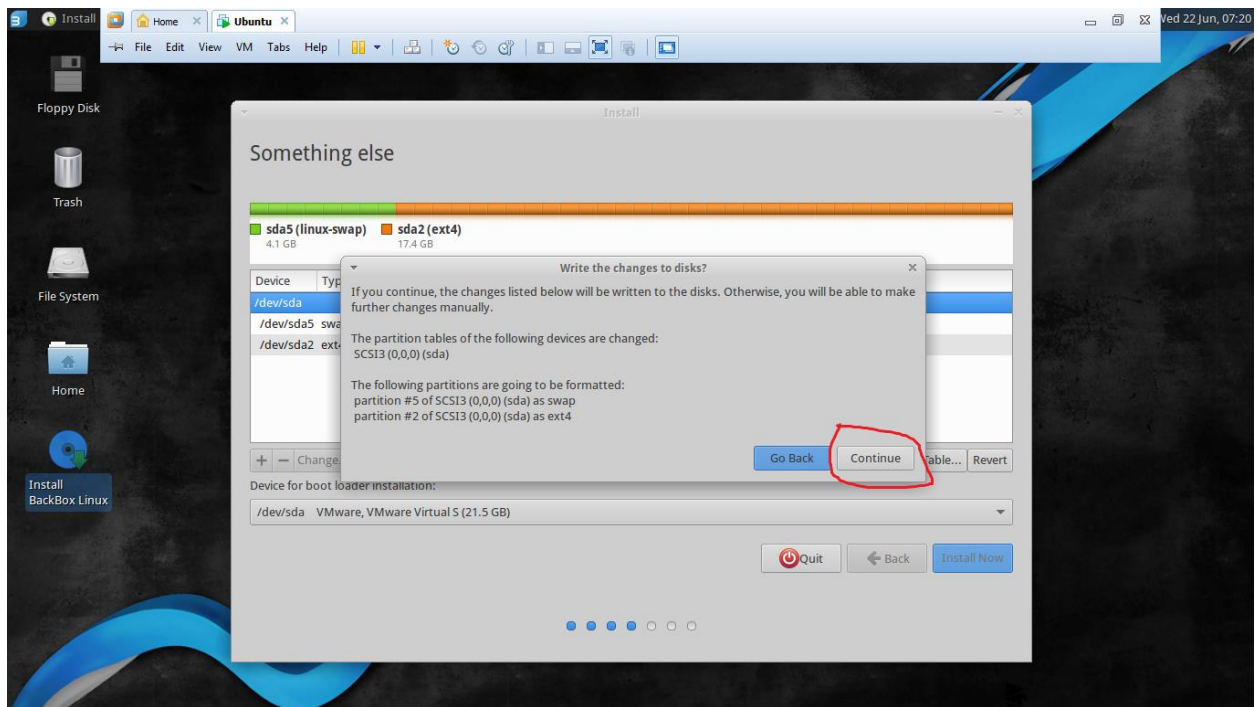 Install
Home
Ubuntu
Wed 22 Jun, 07:20
File Edit View VM Tabs Help
Floppy Disk
Trash
File System
Home
Install
BackBox Linux
Install
Something else
sda5 (linux-swap) sda2 (ext4)
4.1 GB 17.4 GB
Device Typ
/dev/sda
/dev/sda5 swa
/dev/sda2 ext4
Write the changes to disks?
If you continue, the changes listed below will be written to the disks. Otherwise, you will be able to make
further changes manually.
The partition tables of the following devices are changed:
SCSI3 (0,0,0) (sda)
The following partitions are going to be formatted:
partition #5 of SCSI3 (0,0,0) (sda) as swap
partition #2 of SCSI3 (0,0,0) (sda) as ext4
Go Back Continue
+ − Change. Table... Revert
Device for boot loader installation:
/dev/sda VMware, VMware Virtual S (21.5 GB)
Quit Back Install Now